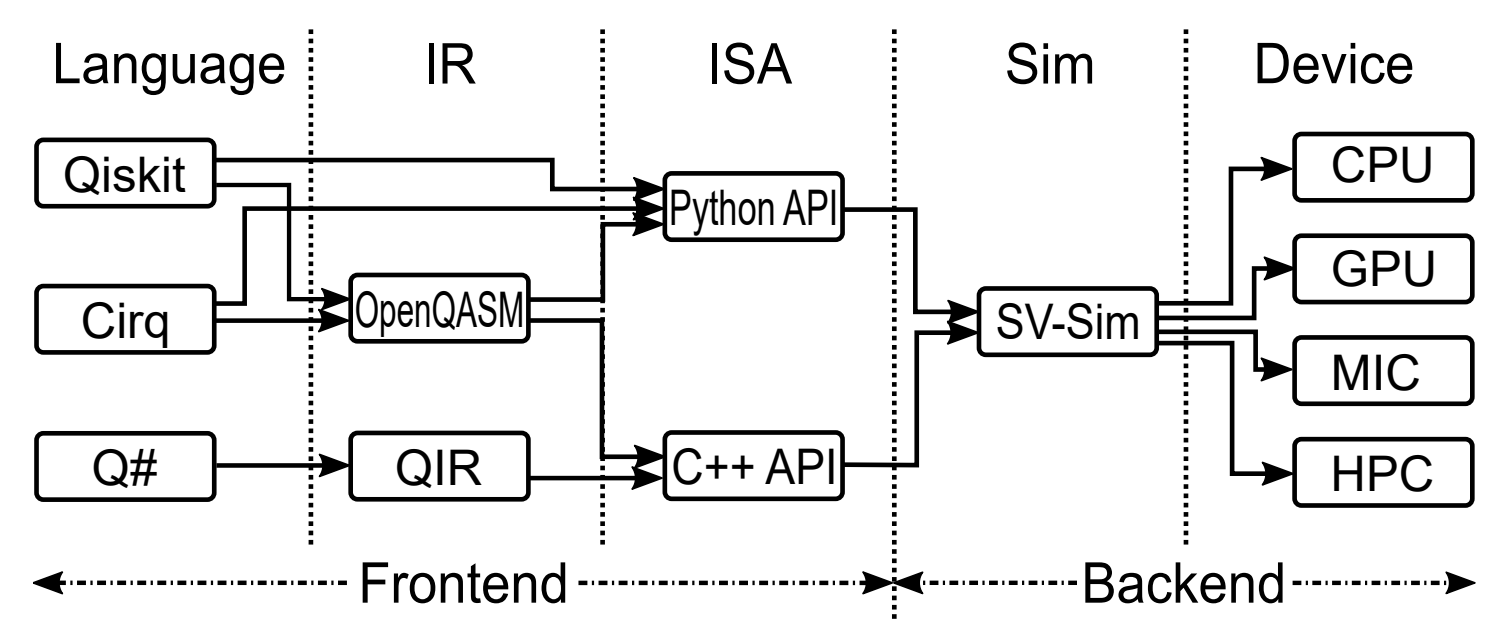 Language IR ISA Sim Device
Qiskit Python API CPU
GPU
Cirq OpenQASM SV-Sim
MIC
Q# QIR C++ API HPC
Frontend Backend